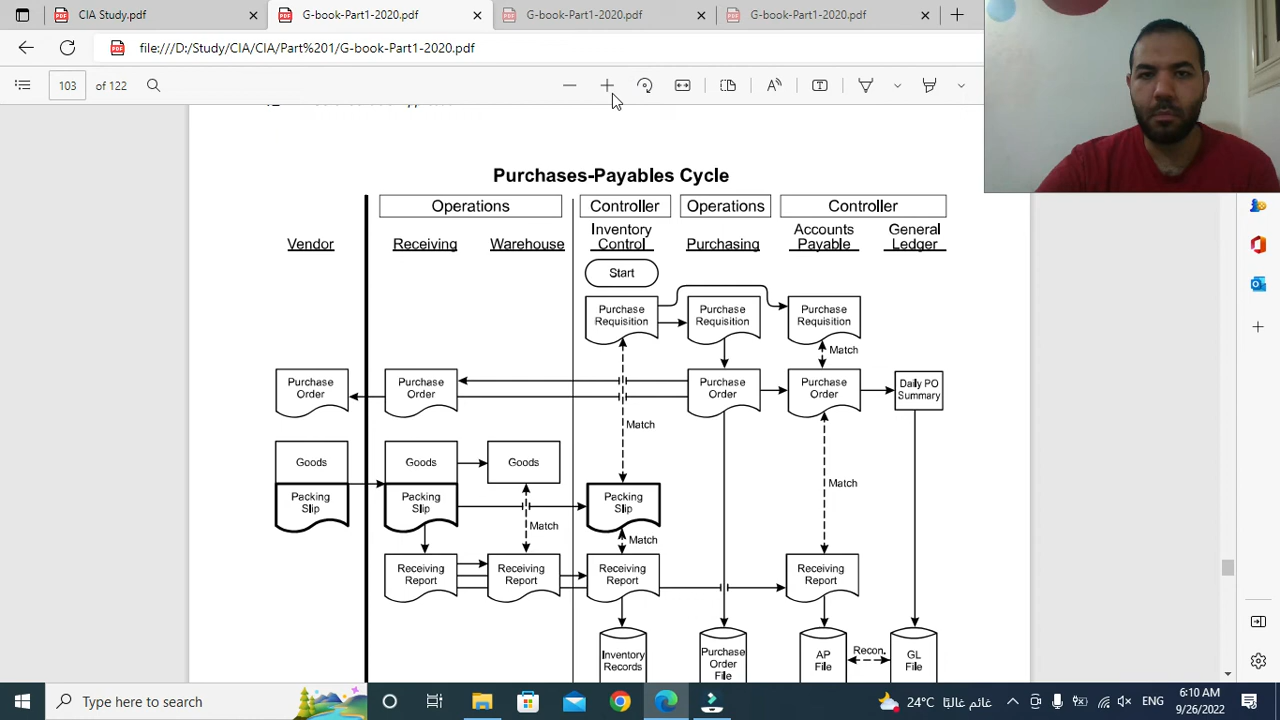 CIA Study.pdf
G-book-Part1-2020.pdf
G-book-Part1-2020.pdf
G-book-Part1-2020.pdf
file:///D:/Study/CIA/CIA/Part%201/G-book-Part1-2020.pdf
103 of 122
Purchases-Payables Cycle
Operations
Controller
Operations
Controller
Vendor
Receiving
Warehouse
Inventory
Control
Purchasing
Accounts
Payable
General
Ledger
Start
Purchase
Requisition
Purchase
Requisition
Purchase
Requisition
Match
Purchase
Order
Purchase
Order
Purchase
Order
Purchase
Order
Daily PO
Summary
Match
Goods
Goods
Goods
Packing
Slip
Packing
Slip
Packing
Slip
Match
Match
Match
Receiving
Report
Receiving
Report
Receiving
Report
Receiving
Report
Inventory
Records
Purchase
Order
File
AP
File
Recon.
GL
File
Type here to search
24°C غائم غالبًا
ENG
6:10 AM
9/26/2022